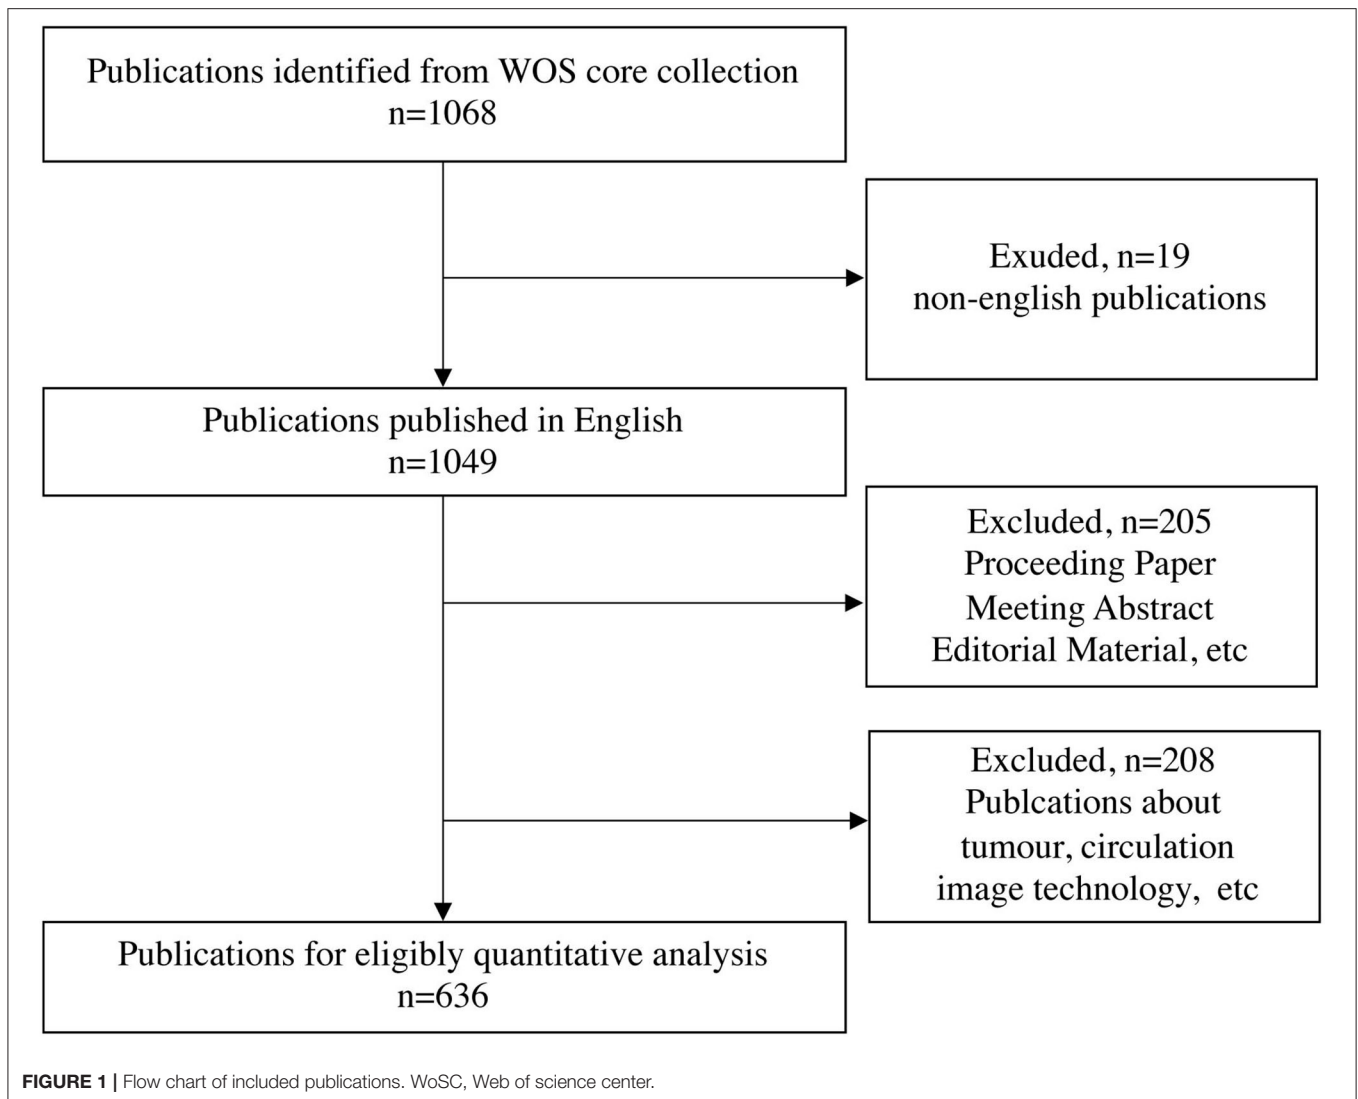 Publications identified from WOS core collection
n=1068
Exuded, n=19
non-english publications
Publications published in English
n=1049
Excluded, n=205
Proceeding Paper
Meeting Abstract
Editorial Material, etc
Excluded, n=208
Publcations about
tumour, circulation
image technology, etc
Publications for eligibly quantitative analysis
n=636
FIGURE 1 | Flow chart of included publications. WoSC, Web of science center.